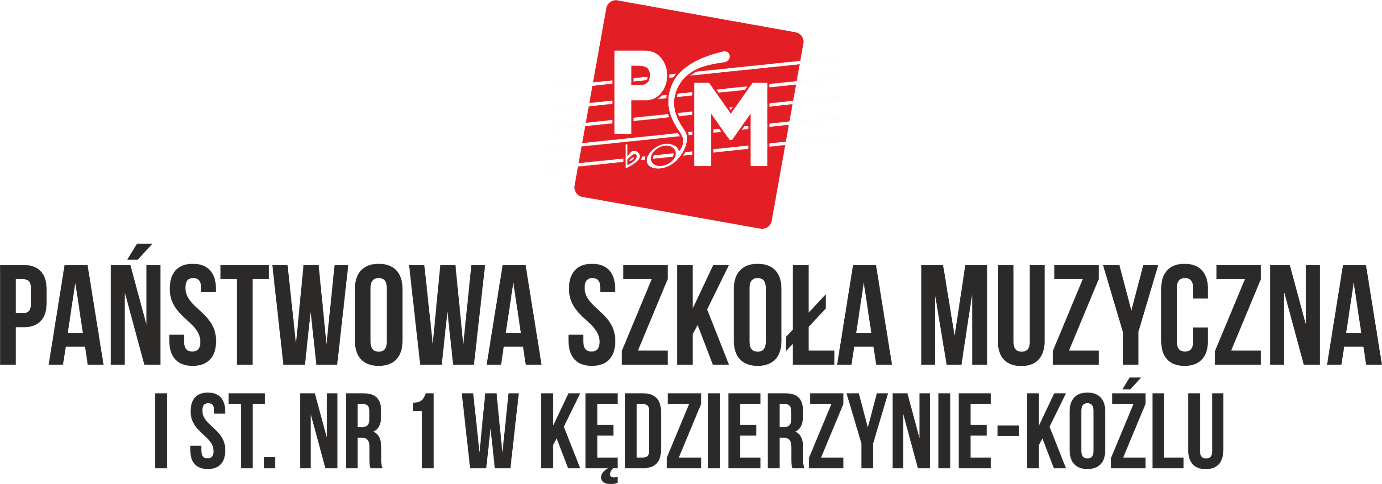 PSM
PAŃSTWOWA SZKOŁA MUZYCZNA
I ST. NR 1 W KĘDZIERZYNIE-KOŹLU